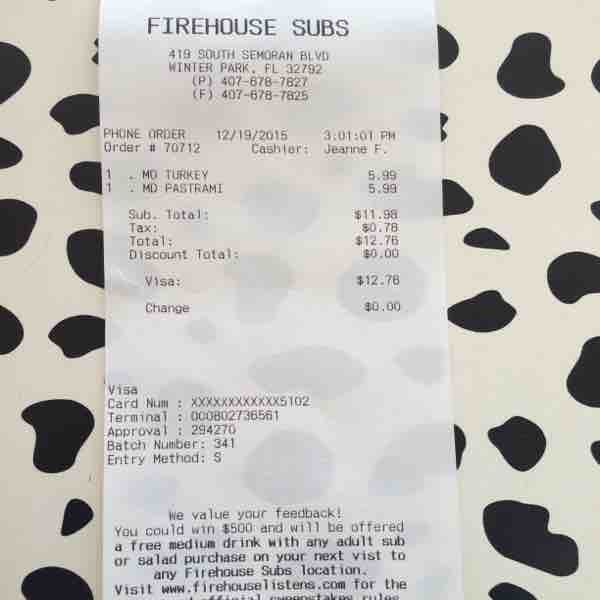 FIREHOUSE SUBS
419 SOUTH SEMORAN BLVD
WINTER PARK, FL 32792
(P) 407-678-7827
(F) 407-678-7825
PHONE ORDER 12/19/2015 3:01:01 PM
Order # 70712 Cashier: Jeanne F.
1 . MD TURKEY 5.99
1 . MD PASTRAMI 5.99
Sub. Total: $11.98
Tax: $0.78
Total: $12.76
Discount Total: $0.00
Visa: $12.76
Change $0.00
Visa
Card Num : XXXXXXXXXXXX5102
Terminal : 000802736561
Approval : 294270
Batch Number: 341
Entry Method: S
We value your feedback!
You could win $500 and will be offered
a free medium drink with any adult sub
or salad purchase on your next vist to
any Firehouse Subs location.
Visit www.firehouselistens.com for the
official sweepstakes rules